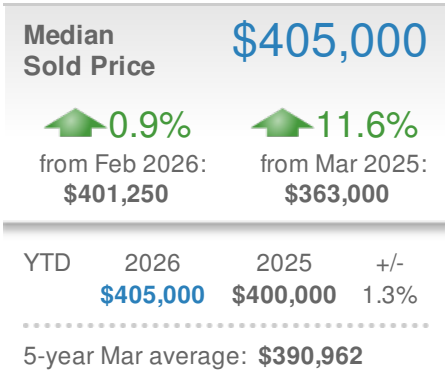 Median $405,000
Sold Price
0.9% 11.6%
from Feb 2026: from Mar 2025:
$401,250 $363,000
YTD 2026 2025 +/-
$405,000 $400,000 1.3%
5-year Mar average: $390,962